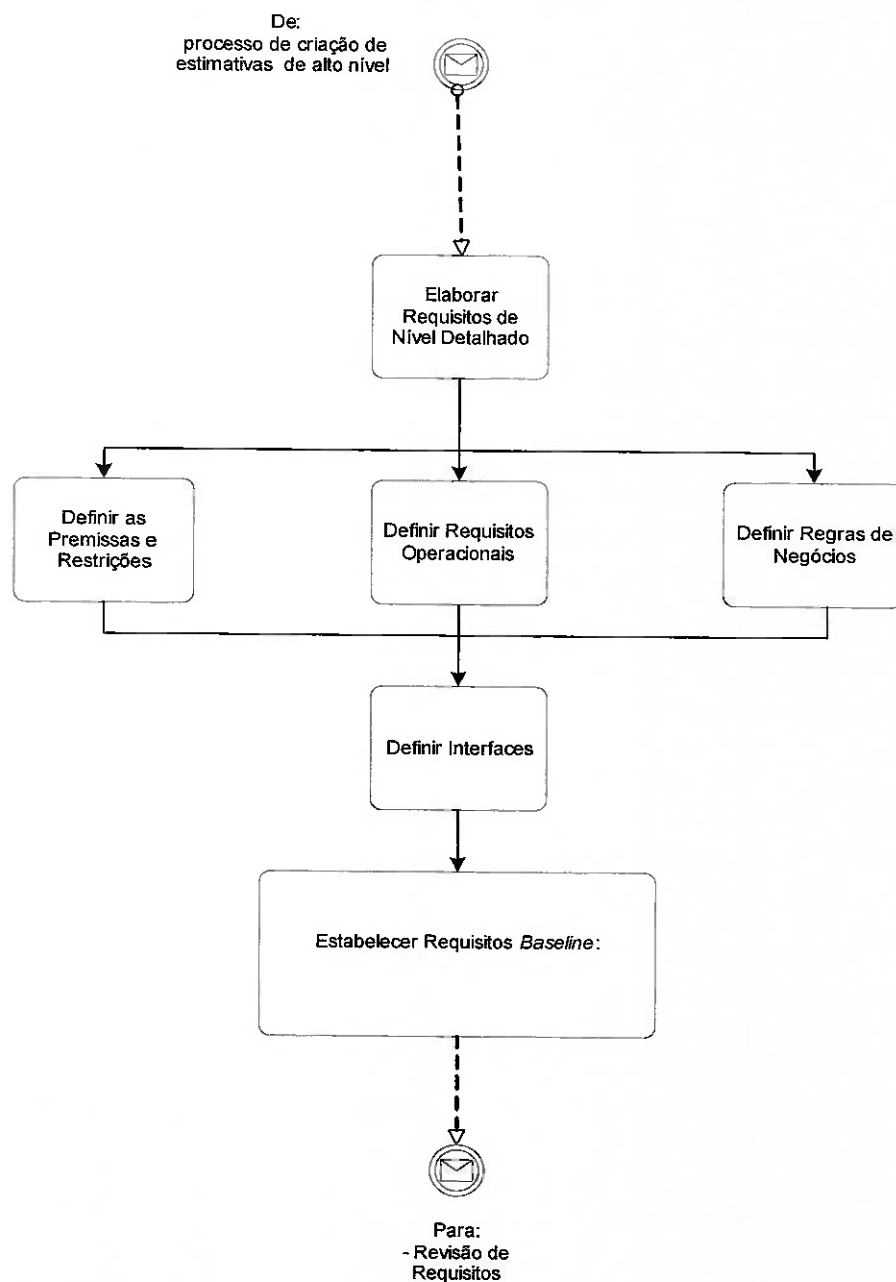 De:
processo de criação de
estimativas de alto nível
Elaborar
Requisitos de
Nível Detalhado
Definir as
Premissas e
Restrições
Definir Requisitos
Operacionais
Definir Regras de
Negócios
Definir Interfaces
Estabelecer Requisitos Baseline:
Para:
- Revisão de
Requisitos